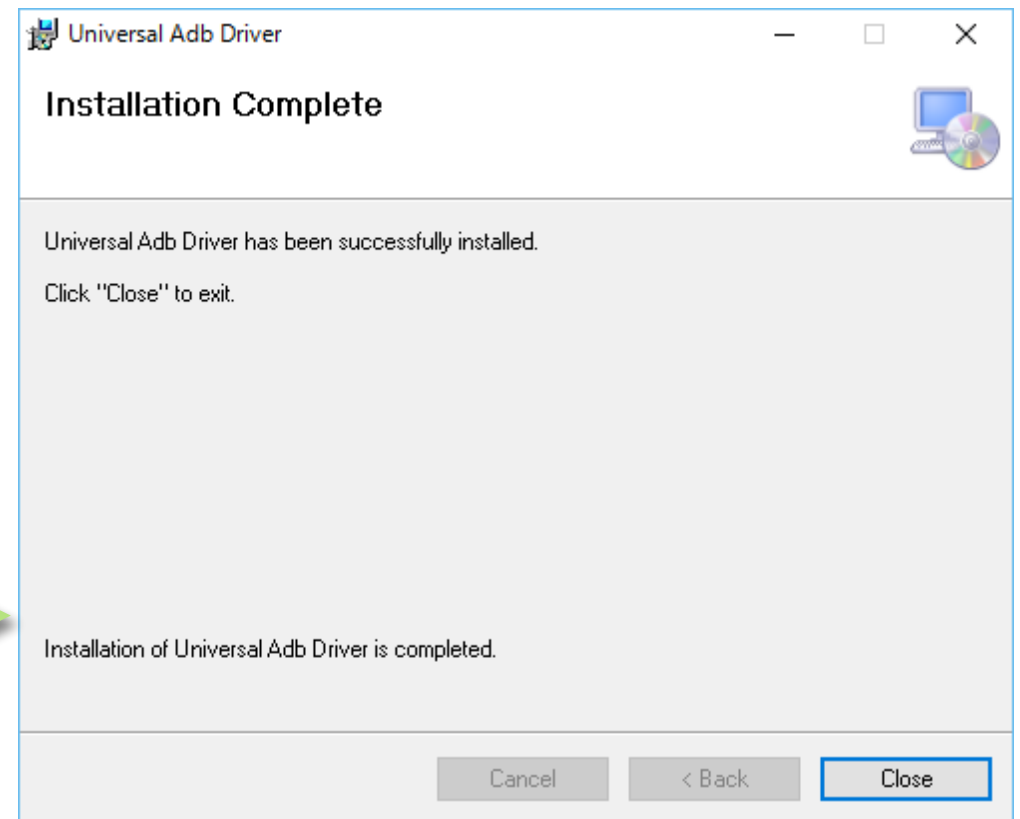 Universal Adb Driver
Installation Complete
Universal Adb Driver has been successfully installed.
Click "Close" to exit.
Installation of Universal Adb Driver is completed.
Cancel
< Back
Close